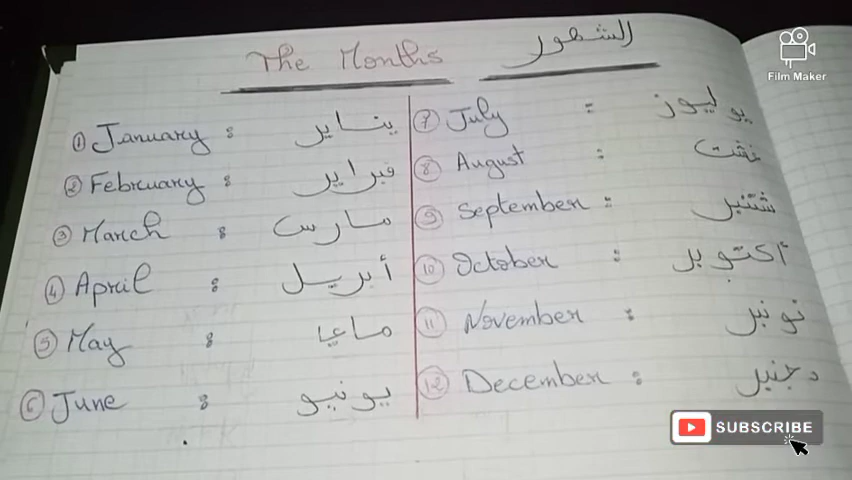 The Months الشهور
① January : يناير
② February : فبراير
③ March : مارس
④ April : أبريل
⑤ May : ماي
⑥ June : يونيو
⑦ July : يوليوز
⑧ August : غشت
⑨ September : شتنبر
⑩ October : أكتوبر
⑪ November : نونبر
⑫ December : دجنبر
Film Maker
SUBSCRIBE